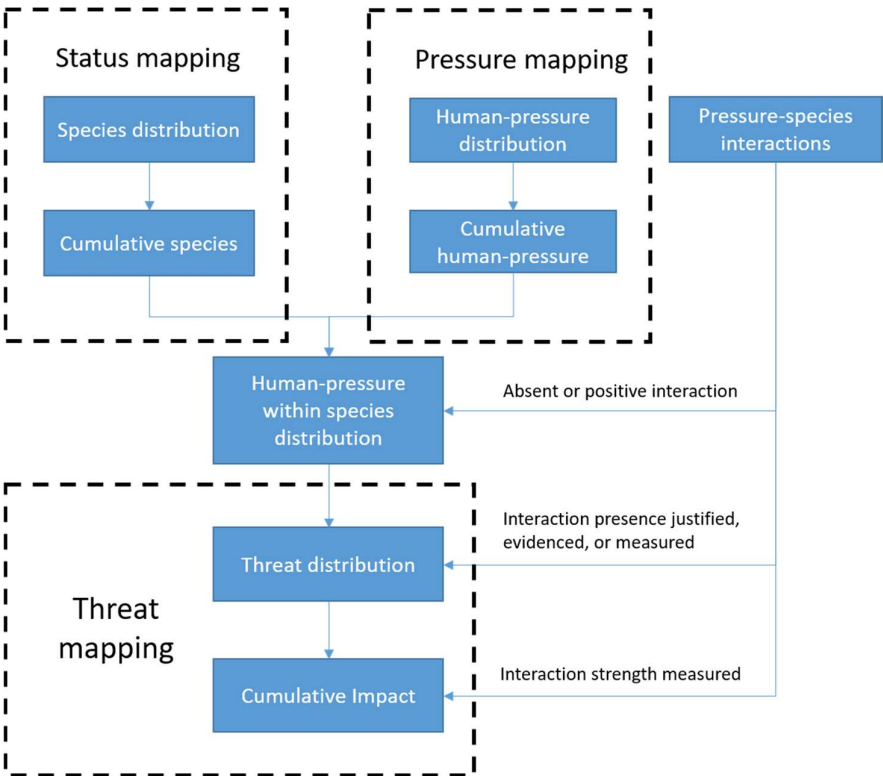 Status mapping
Species distribution
Cumulative species
Pressure mapping
Human-pressure
distribution
Cumulative
human-pressure
Pressure-species
interactions
Human-pressure
within species
distribution
Absent or positive interaction
Interaction presence justified,
evidenced, or measured
Threat
mapping
Threat distribution
Cumulative Impact
Interaction strength measured